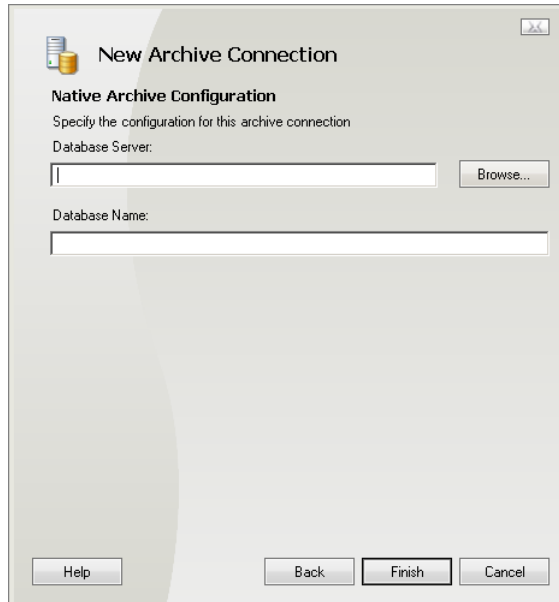 New Archive Connection
Native Archive Configuration
Specify the configuration for this archive connection
Database Server:
Browse...
Database Name:
Help
Back
Finish
Cancel